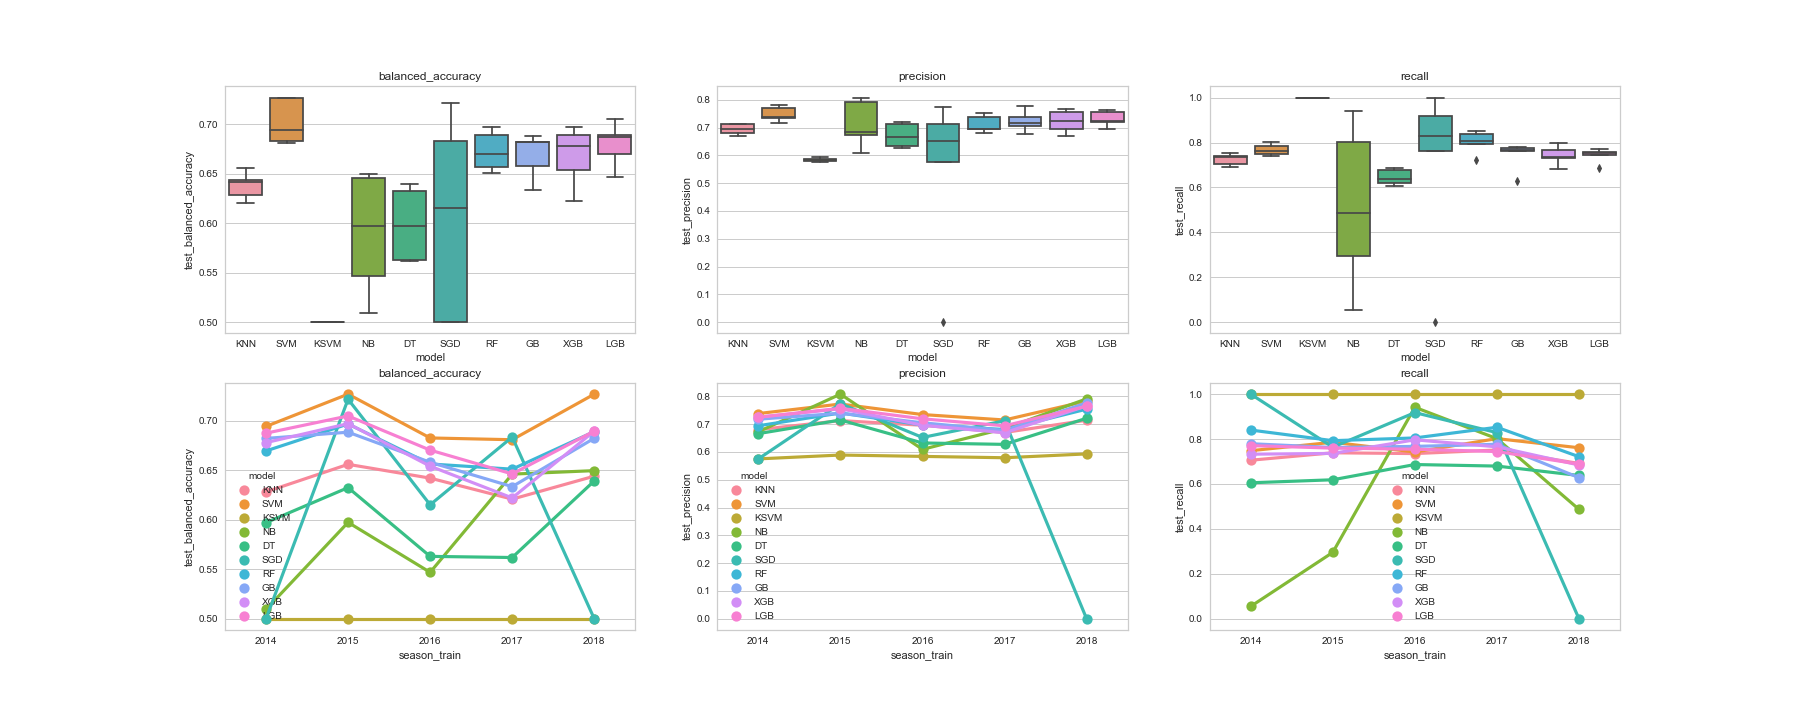 balanced_accuracy
test_balanced_accuracy
0.70
0.65
0.60
0.55
0.50
KNN SVM KSVM NB DT SGD RF GB XGB LGB
model
precision
test_precision
0.8
0.7
0.6
0.5
0.4
0.3
0.2
0.1
0.0
KNN SVM KSVM NB DT SGD RF GB XGB LGB
model
recall
test_recall
1.0
0.8
0.6
0.4
0.2
0.0
KNN SVM KSVM NB DT SGD RF GB XGB LGB
model
balanced_accuracy
test_balanced_accuracy
0.70
0.65
0.60
0.55
0.50
model
KNN
SVM
KSVM
NB
DT
SGD
RF
GB
XGB
LGB
2014 2015 2016 2017 2018
season_train
precision
test_precision
0.8
0.7
0.6
0.5
0.4
0.3
0.2
0.1
0.0
model
KNN
SVM
KSVM
NB
DT
SGD
RF
GB
XGB
LGB
2014 2015 2016 2017 2018
season_train
recall
test_recall
1.0
0.8
0.6
0.4
0.2
0.0
model
KNN
SVM
KSVM
NB
DT
SGD
RF
GB
XGB
LGB
2014 2015 2016 2017 2018
season_train